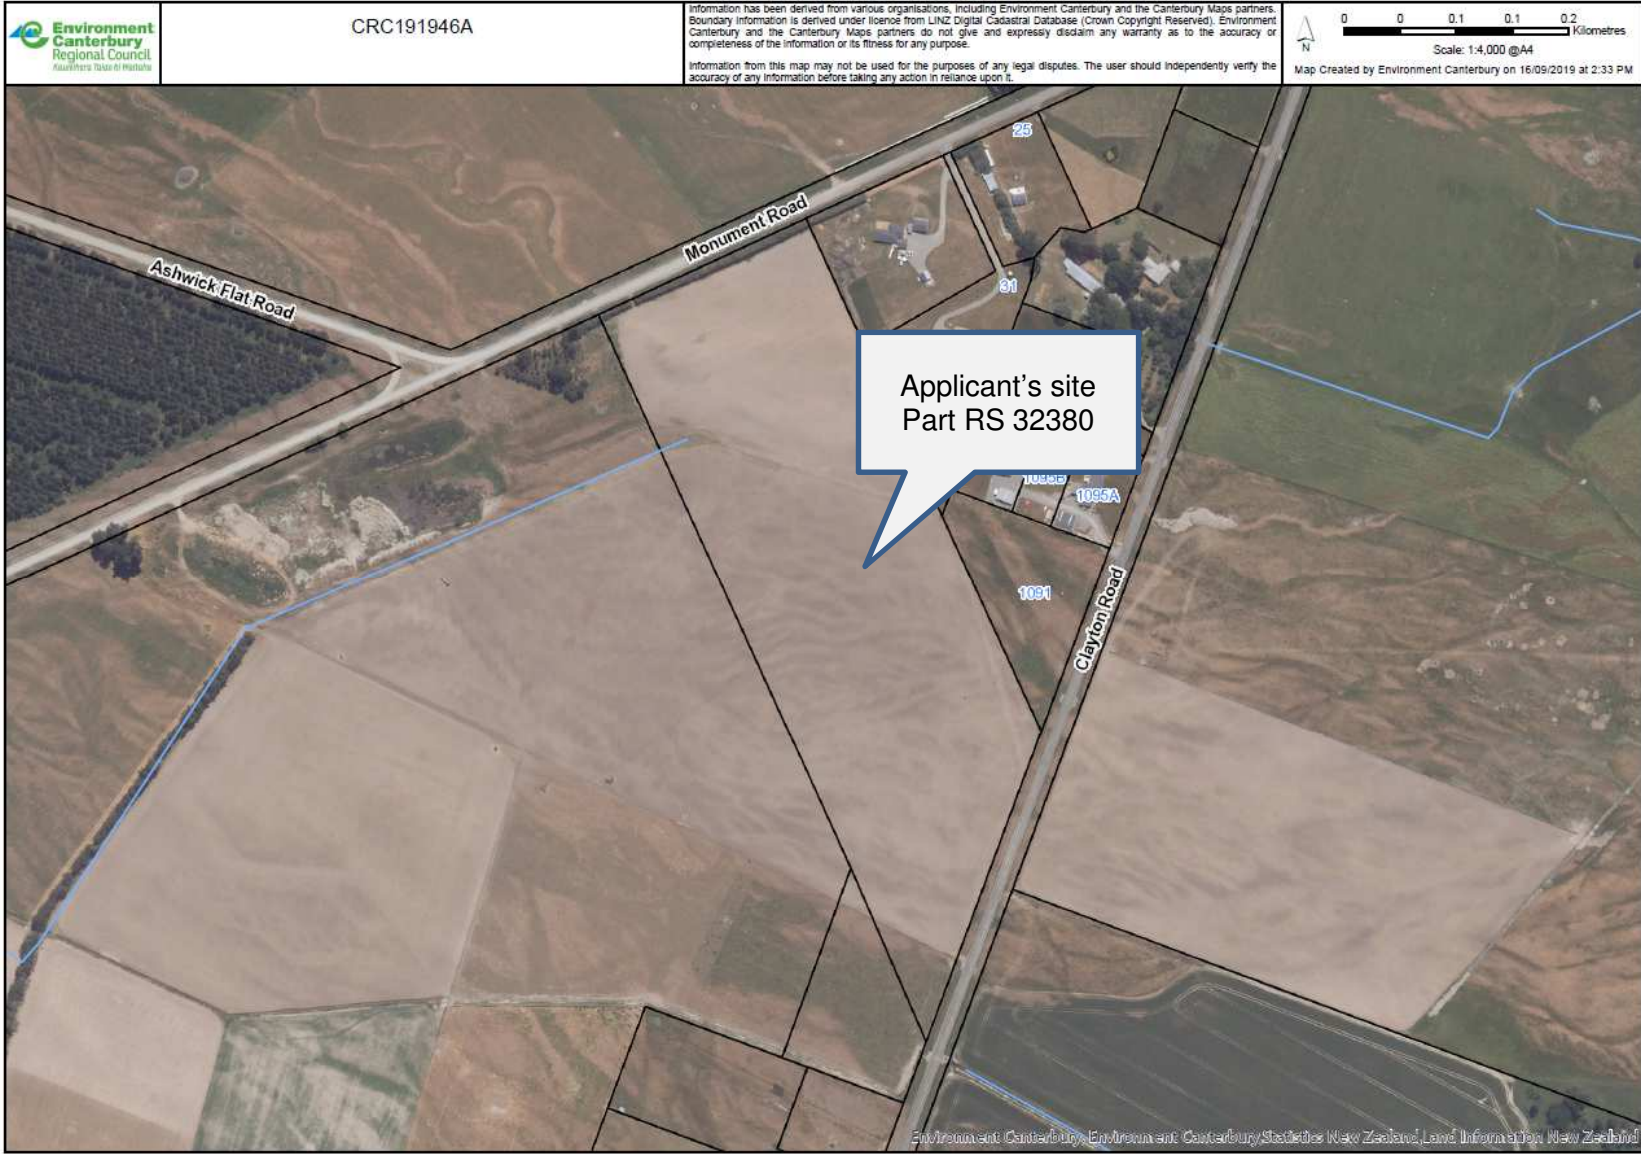 Environment
Canterbury
Regional Council
Kaunihera Taiao ki Waitaha
CRC191946A
Information has been derived from various organisations, including Environment Canterbury and the Canterbury Maps partners.
Boundary information is derived under licence from LINZ Digital Cadastral Database (Crown Copyright Reserved). Environment
Canterbury and the Canterbury Maps partners do not give and expressly disclaim any warranty as to the accuracy or
completeness of the information or its fitness for any purpose.
Information from this map may not be used for the purposes of any legal disputes. The user should independently verify the
accuracy of any information before taking any action in reliance upon it.
N
0 0 0.1 0.1 0.2
Kilometres
Scale: 1:4,000 @A4
Map Created by Environment Canterbury on 16/09/2019 at 2:33 PM
25
Monument Road
Ashwick Flat Road
31
Applicant's site
Part RS 32380
1095B
1095A
1091
Clayton Road
Environment Canterbury, Environment Canterbury,Statistics New Zealand,Land Information New Zealand